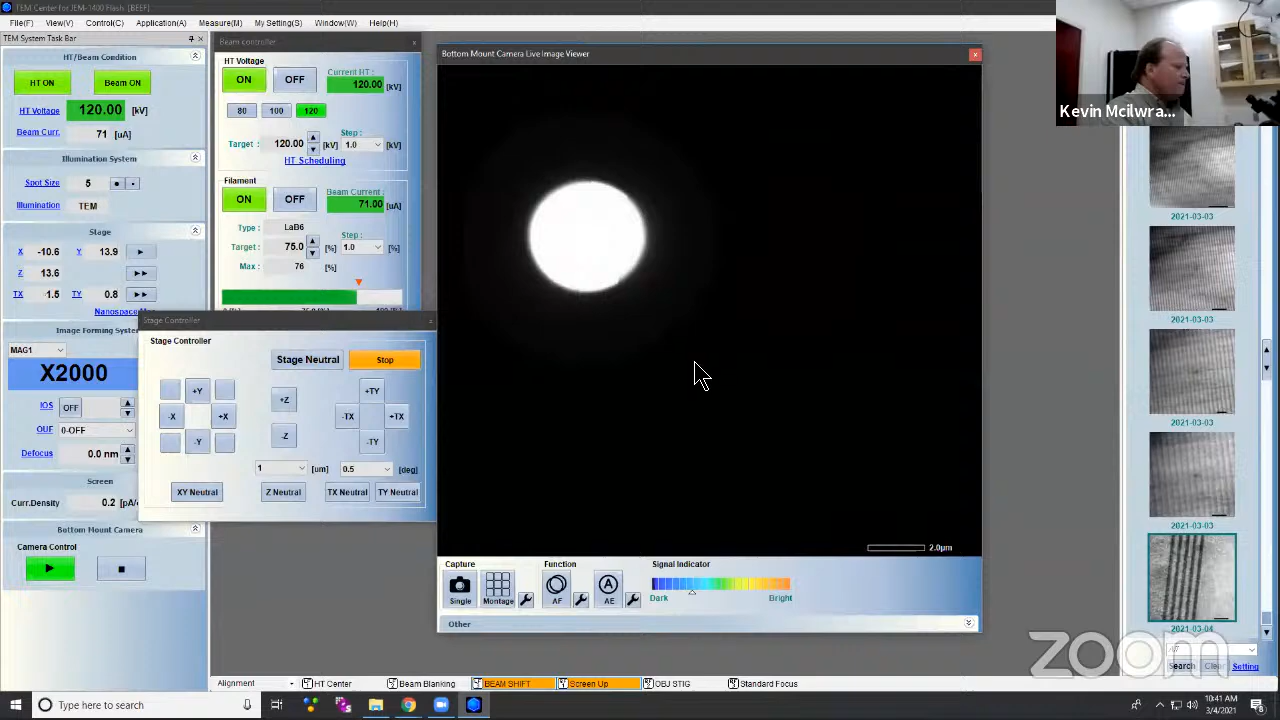 TEM Center for JEM-1400 Flash [BEEF]
File(F) View(V) Control(C) Application(A) Measure(M) My Setting(S) Window(W) Help(H)
TEM System Task Bar
HT/Beam Condition
HT ON Beam ON
HT Voltage 120.00 [kV]
Beam Curr. 71 [uA]
Illumination System
Spot Size 5
Illumination TEM
Stage
X -10.6 Y 13.9
Z 13.6
TX -1.5 TY 0.8
Image Forming System
MAG1
X2000
IOS OFF
OUF 0-OFF
Defocus 0.0 nm
Screen
Curr.Density 0.2
Bottom Mount Camera
Camera Control
Beam controller
HT Voltage
ON OFF Current HT: 120.00 [kV]
80 100 120
Target : 120.00 [kV] Step : 1.0 [kV]
HT Scheduling
Filament
ON OFF Beam Current : 71.00 [uA]
Type : LaB6
Target : 75.0 [%] Step : 1.0 [%]
Max : 76 [%]
Stage Controller
Stage Controller
Stage Neutral Stop
+Y +Z +TY
-X +X -TX +TX
-Y -Z -TY
1 [um] 0.5 [deg]
XY Neutral Z Neutral TX Neutral TY Neutral
Bottom Mount Camera Live Image Viewer
2.0μm
Capture Function Signal Indicator
Single Montage AF AE
Dark Bright
Other
Kevin Mcilwra...
2021-03-03
2021-03-03
2021-03-03
2021-03-03
2021-03-04
Search Clear Setting
zoom
Alignment HT Center Beam Blanking BEAM SHIFT Screen Up OBJ STIG Standard Focus
Type here to search
10:41 AM
3/4/2021